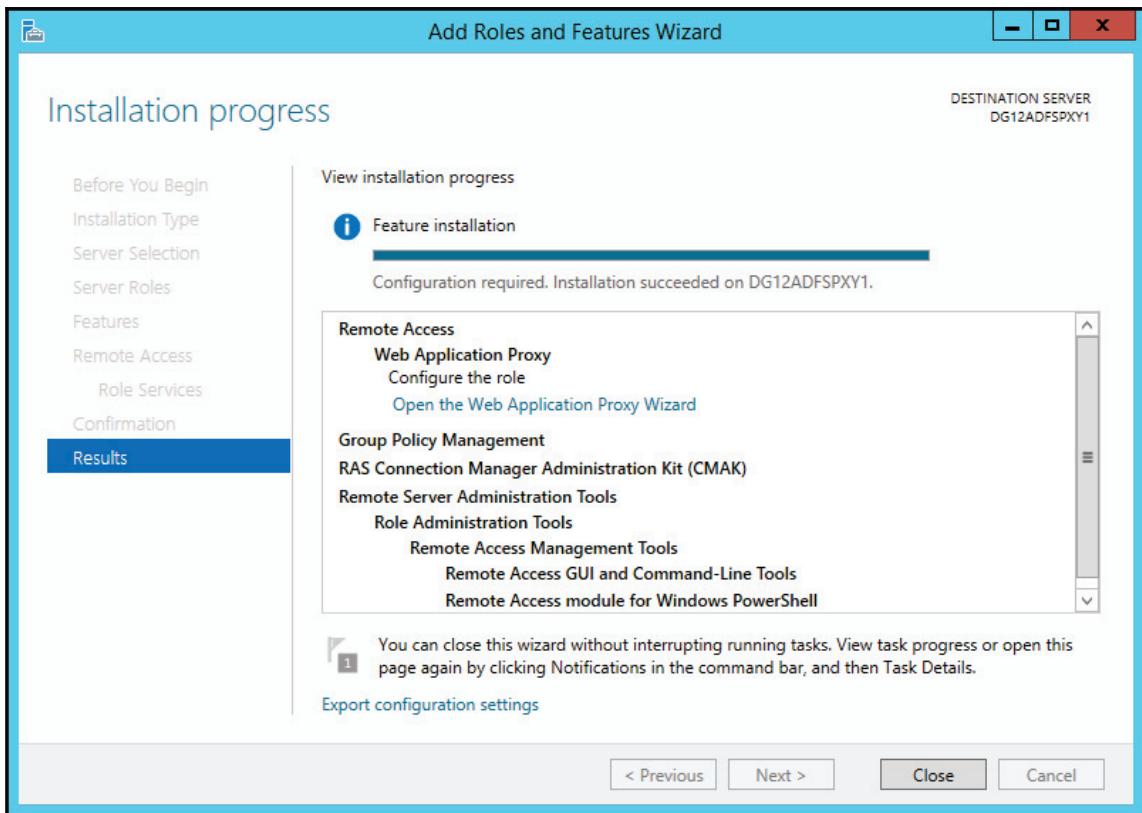 Add Roles and Features Wizard
Installation progress
DESTINATION SERVER
DG12ADFSPXY1
Before You Begin
Installation Type
Server Selection
Server Roles
Features
Remote Access
Role Services
Confirmation
Results
View installation progress
Feature installation
Configuration required. Installation succeeded on DG12ADFSPXY1.
Remote Access
Web Application Proxy
Configure the role
Open the Web Application Proxy Wizard
Group Policy Management
RAS Connection Manager Administration Kit (CMAK)
Remote Server Administration Tools
Role Administration Tools
Remote Access Management Tools
Remote Access GUI and Command-Line Tools
Remote Access module for Windows PowerShell
1
You can close this wizard without interrupting running tasks. View task progress or open this
page again by clicking Notifications in the command bar, and then Task Details.
Export configuration settings
< Previous
Next >
Close
Cancel